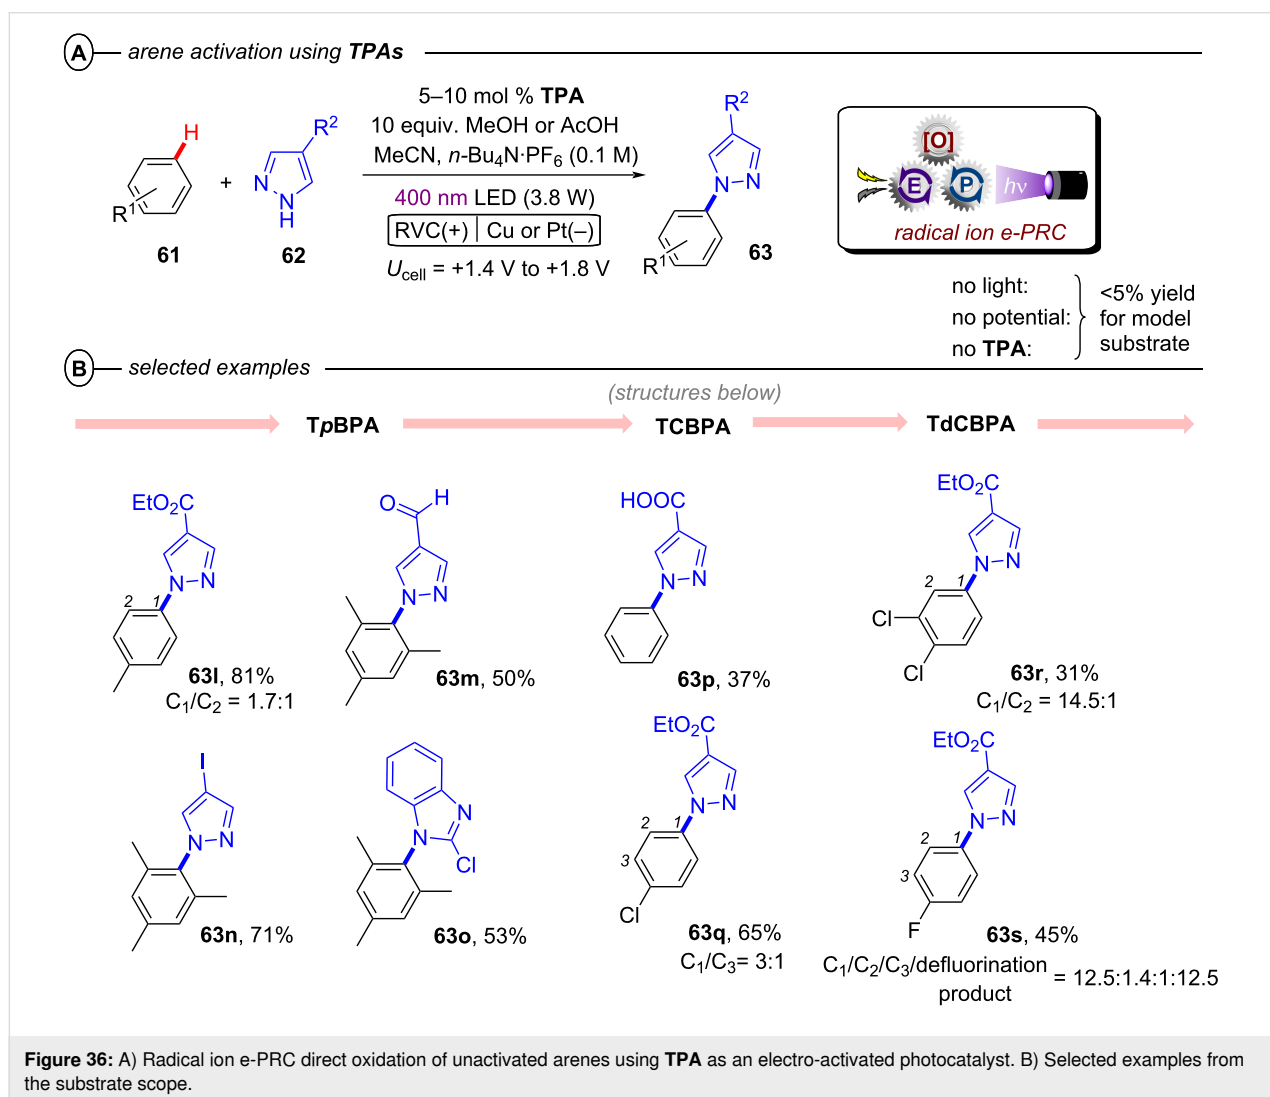 A arene activation using TPAs
H
R1
61
+
R2
N
N
H
62
5–10 mol % TPA
10 equiv. MeOH or AcOH
MeCN, n-Bu4N·PF6 (0.1 M)
400 nm LED (3.8 W)
RVC(+) | Cu or Pt(–)
Ucell = +1.4 V to +1.8 V
R2
N N
R1
63
[O]
E P hν
radical ion e-PRC
no light:
no potential:
no TPA:
<5% yield
for model
substrate
B selected examples
(structures below)
TpBPA TCBPA TdCBPA
EtO2C
N N
2 1
63l, 81%
C1/C2 = 1.7:1
O H
N N
63m, 50%
HOOC
N N
63p, 37%
EtO2C
N N
2 1
Cl
Cl
63r, 31%
C1/C2 = 14.5:1
I
N N
63n, 71%
N
N
Cl
63o, 53%
EtO2C
N N
2 1
3
Cl
63q, 65%
C1/C3= 3:1
EtO2C
N N
2 1
3
F
63s, 45%
C1/C2/C3/defluorination product = 12.5:1.4:1:12.5
Figure 36: A) Radical ion e-PRC direct oxidation of unactivated arenes using TPA as an electro-activated photocatalyst. B) Selected examples from
the substrate scope.